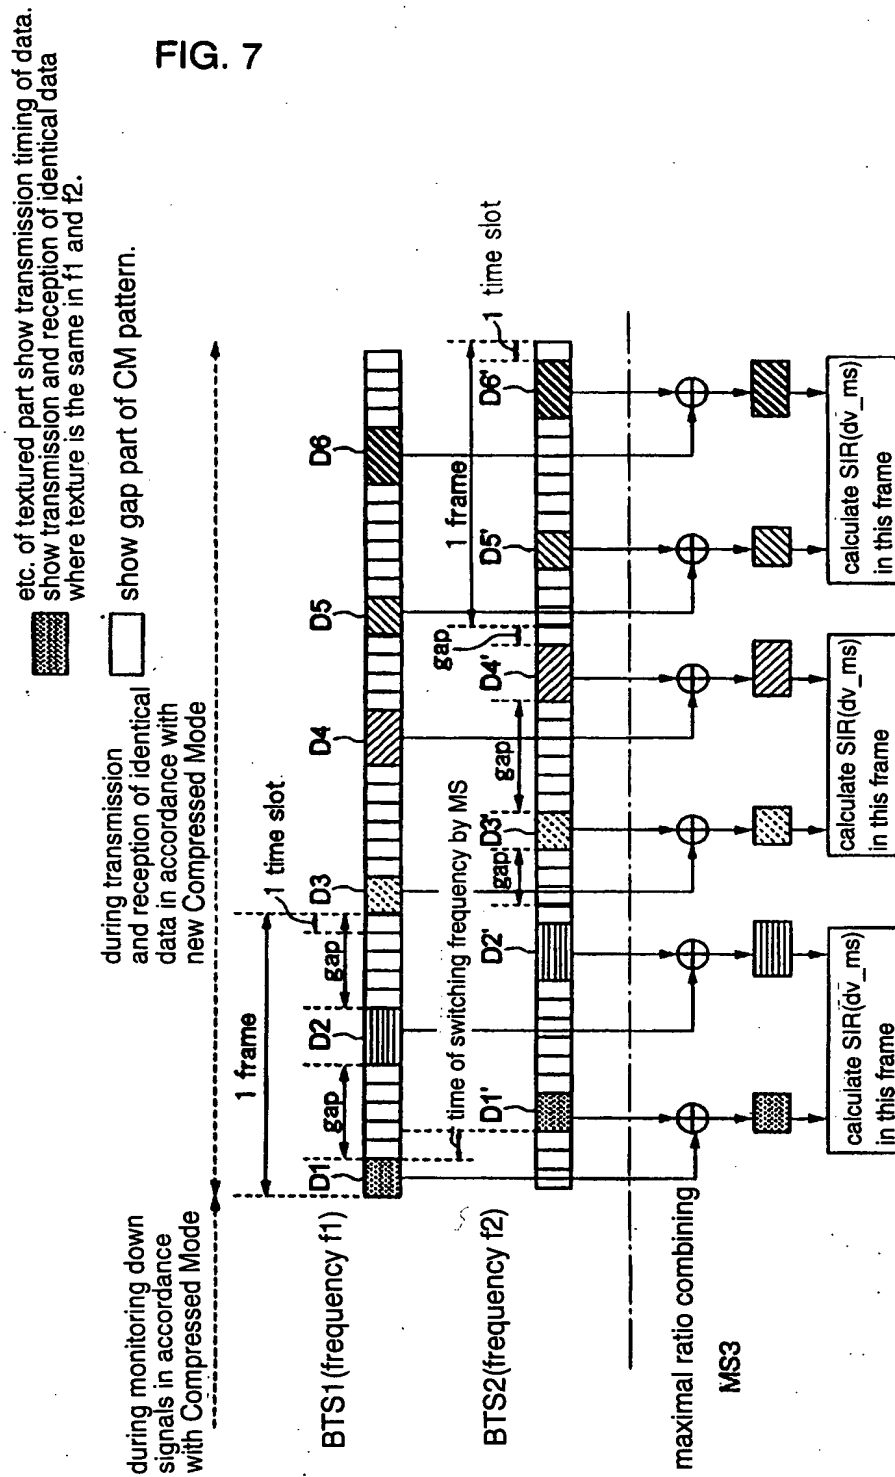 FIG. 7
etc. of textured part show transmission timing of data.
show transmission and reception of identical data
where texture is the same in f1 and f2.
show gap part of CM pattern.
during monitoring down
signals in accordance
with Compressed Mode
during transmission
and reception of identical
data in accordance with
new Compressed Mode
1 frame
1 time slot
gap
gap
D1
D2
D3
D4
D5
D6
BTS1(frequency f1)
time of switching frequency by MS
gap
gap
gap
1 frame
1 time slot
D1'
D2'
D3'
D4'
D5'
D6'
BTS2(frequency f2)
maximal ratio combining
MS3
calculate SIR(dv_ms)
in this frame
calculate SIR(dv_ms)
in this frame
calculate SIR(dv_ms)
in this frame